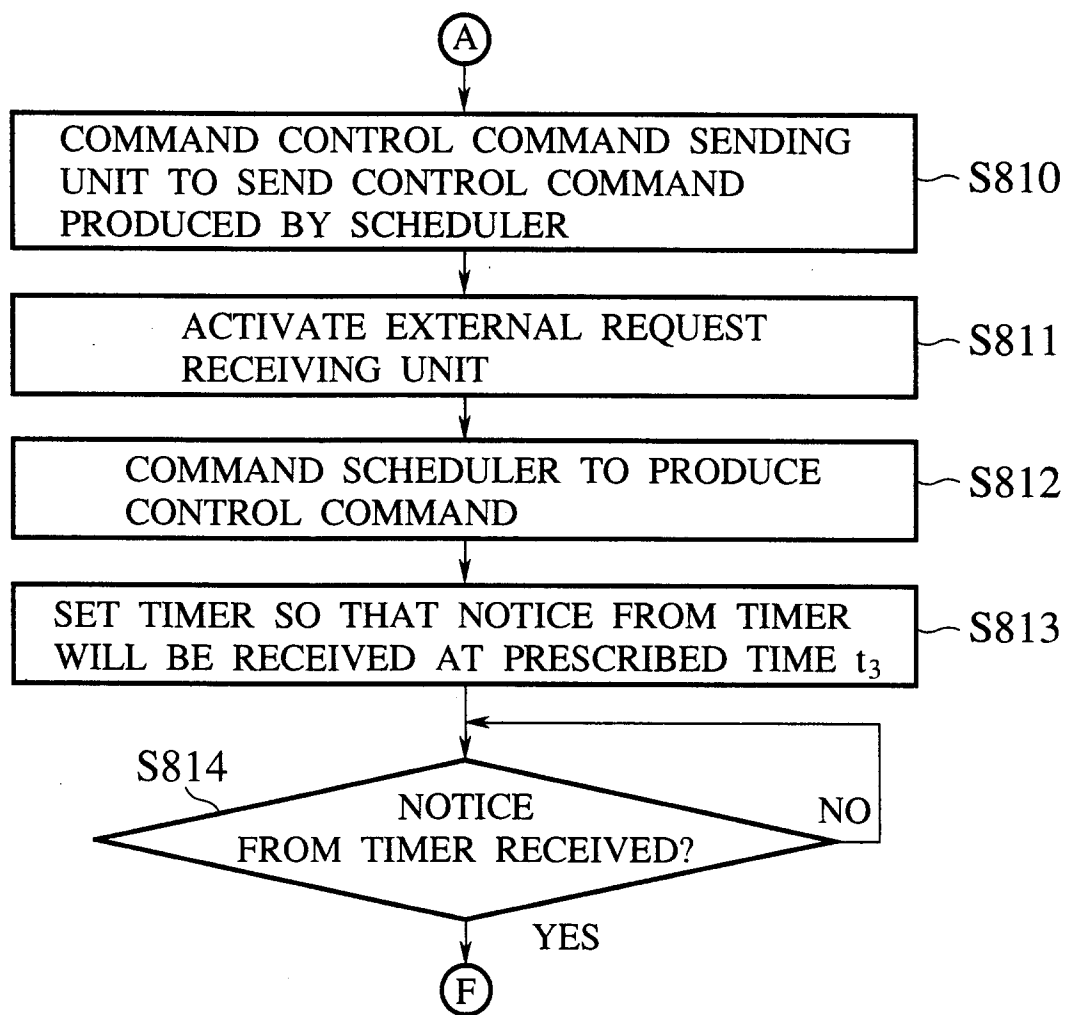 A
COMMAND CONTROL COMMAND SENDING
UNIT TO SEND CONTROL COMMAND
PRODUCED BY SCHEDULER
S810
ACTIVATE EXTERNAL REQUEST
RECEIVING UNIT
S811
COMMAND SCHEDULER TO PRODUCE
CONTROL COMMAND
S812
SET TIMER SO THAT NOTICE FROM TIMER
WILL BE RECEIVED AT PRESCRIBED TIME t₃
S813
S814
NOTICE
FROM TIMER RECEIVED?
NO
YES
F